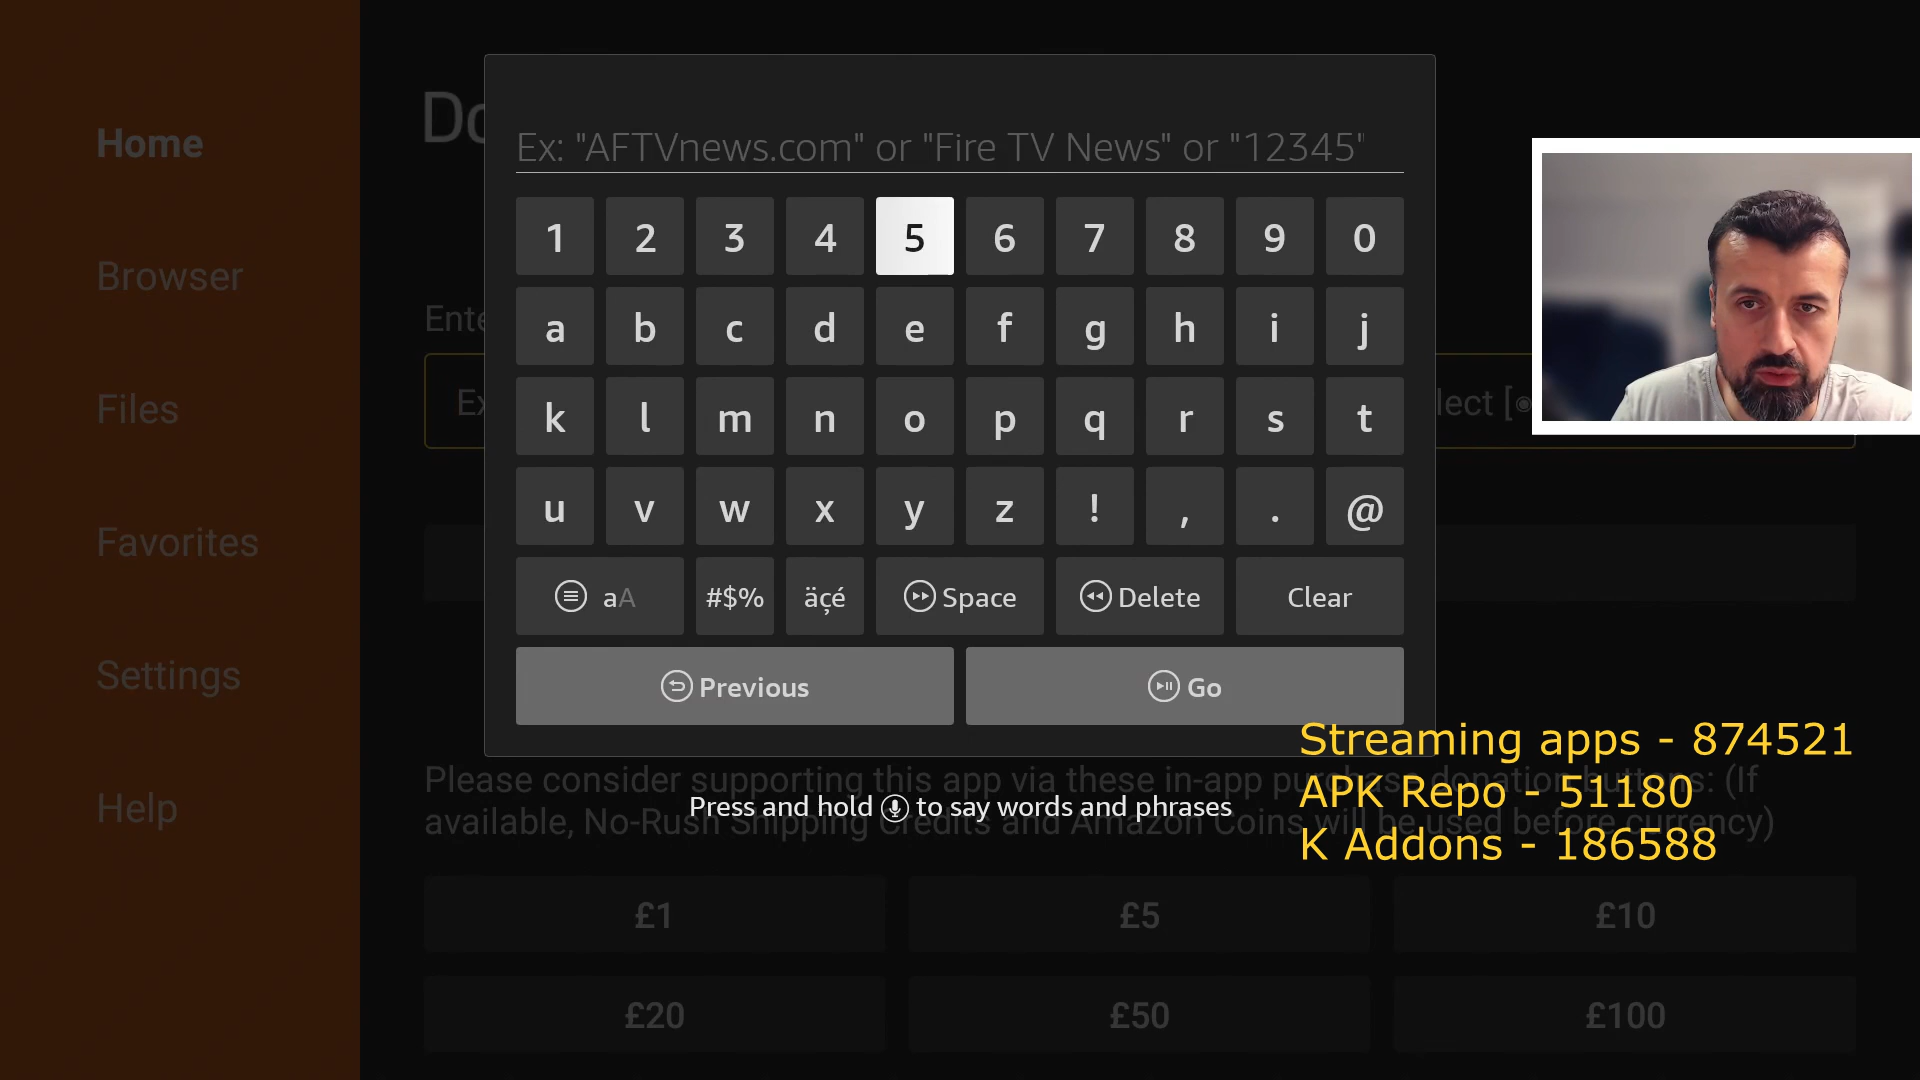 Home
Browser
Files
Favorites
Settings
Help
Do
Ente
Ex
lect [
Ex: "AFTVnews.com" or "Fire TV News" or "12345"
1 2 3 4 5 6 7 8 9 0
a b c d e f g h i j
k l m n o p q r s t
u v w x y z ! , . @
aA #$% äçé Space Delete Clear
Previous Go
Streaming apps - 874521
APK Repo - 51180
K Addons - 186588
Please consider supporting this app via these in-app purchase donation buttons: (If
available, No-Rush Shipping Credits and Amazon Coins will be used before currency)
Press and hold to say words and phrases
£1 £5 £10
£20 £50 £100